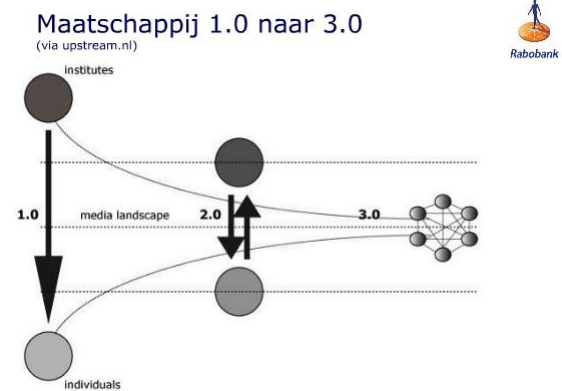 Maatschappij 1.0 naar 3.0
(via upstream.nl)
Rabobank
institutes
1.0
media landscape
2.0
3.0
individuals